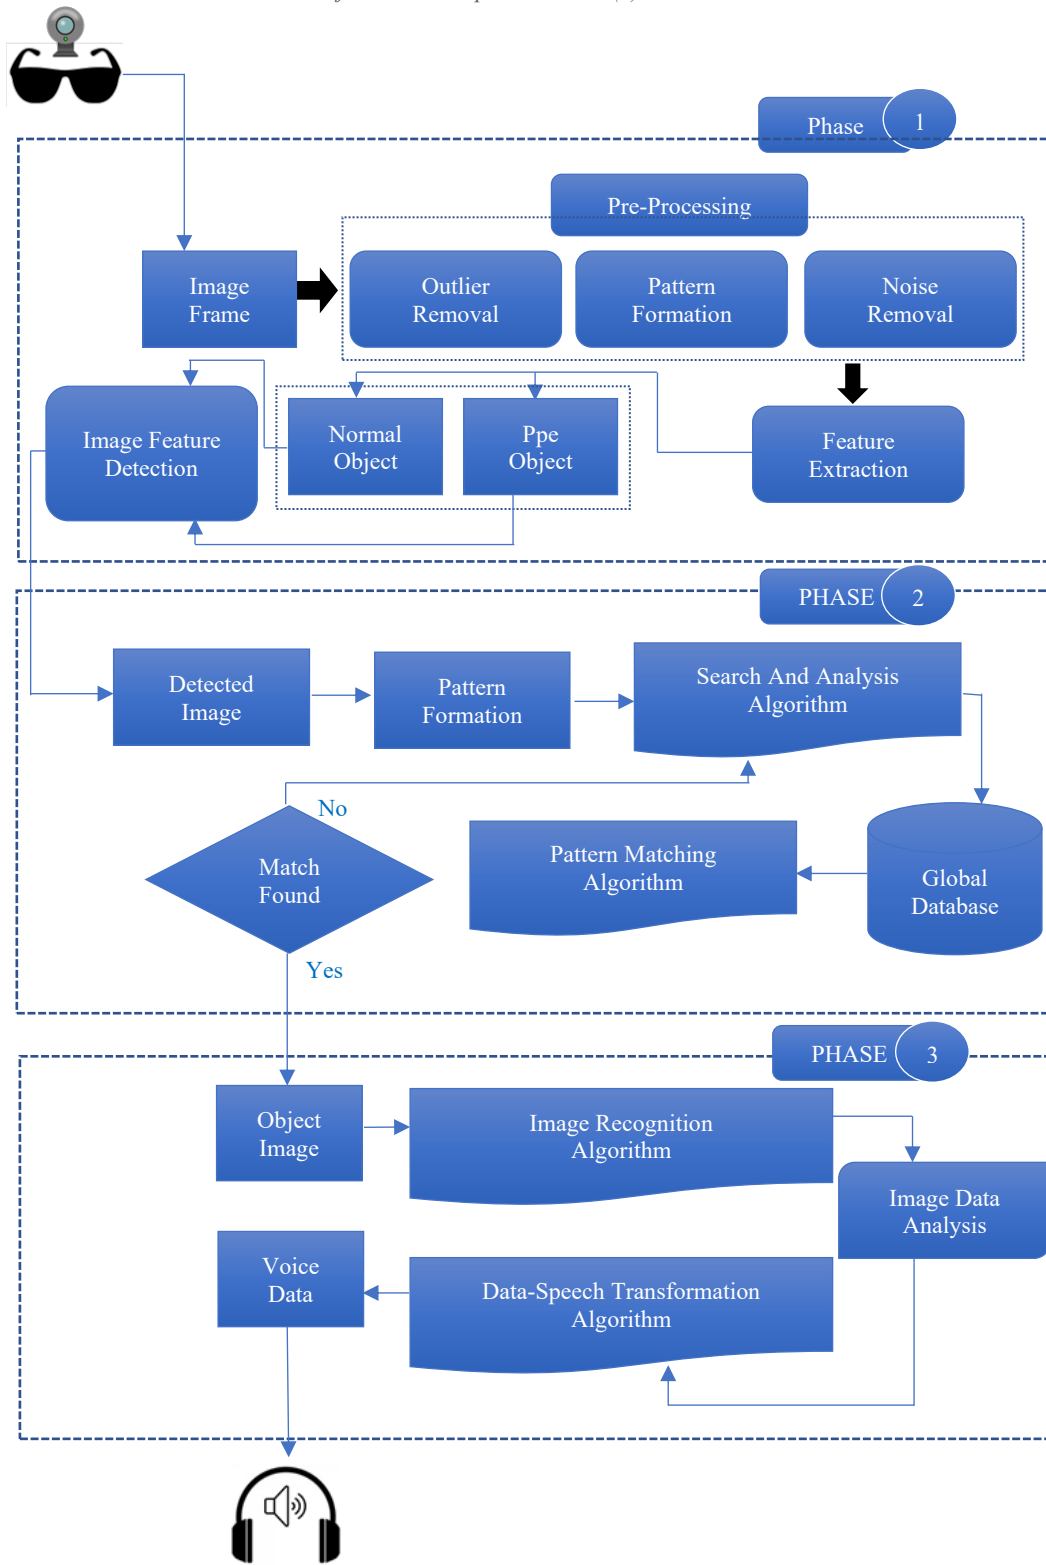 Phase 1
Pre-Processing
Image
Frame
Outlier
Removal
Pattern
Formation
Noise
Removal
Image Feature
Detection
Normal
Object
Ppe
Object
Feature
Extraction
PHASE 2
Detected
Image
Pattern
Formation
Search And Analysis
Algorithm
No
Match
Found
Pattern Matching
Algorithm
Global
Database
Yes
PHASE 3
Object
Image
Image Recognition
Algorithm
Image Data
Analysis
Voice
Data
Data-Speech Transformation
Algorithm